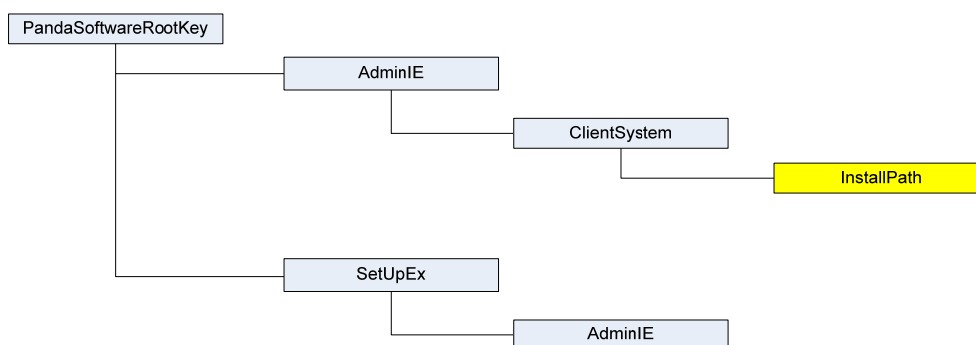 PandaSoftwareRootKey
AdminIE
ClientSystem
InstallPath
SetUpEx
AdminIE